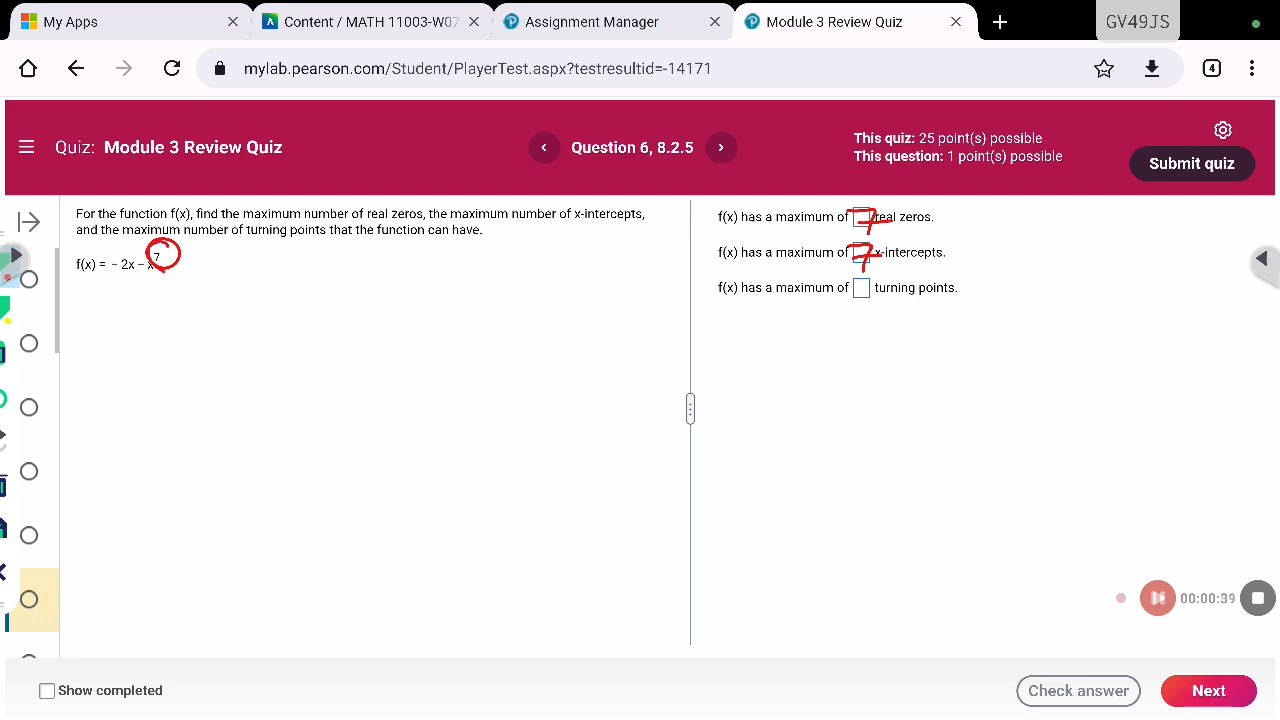 My Apps
Content / MATH 11003-W07
Assignment Manager
Module 3 Review Quiz
GV49JS
mylab.pearson.com/Student/PlayerTest.aspx?testresultid=-14171
4
Quiz: Module 3 Review Quiz
Question 6, 8.2.5
This quiz: 25 point(s) possible
This question: 1 point(s) possible
Submit quiz
For the function f(x), find the maximum number of real zeros, the maximum number of x-intercepts,
and the maximum number of turning points that the function can have.
f(x) = − 2x − x⁷
f(x) has a maximum of 7 real zeros.
f(x) has a maximum of 7 x-intercepts.
f(x) has a maximum of turning points.
00:00:39
Show completed
Check answer
Next